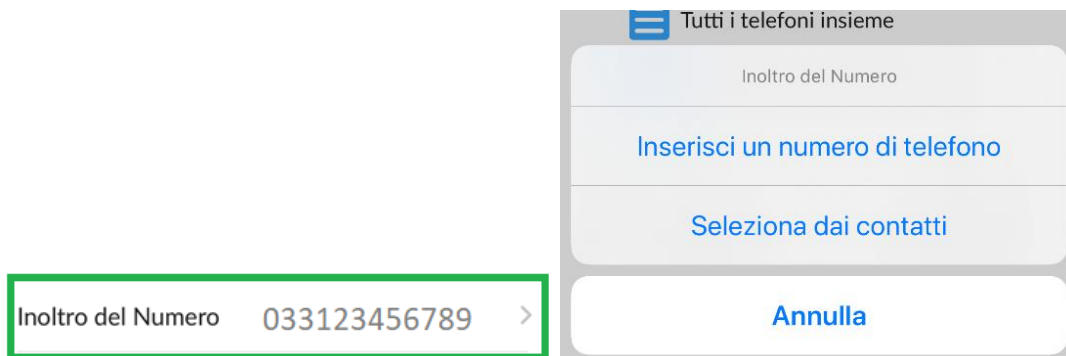 Inoltro del Numero 033123456789
Tutti i telefoni insieme
Inoltro del Numero
Inserisci un numero di telefono
Seleziona dai contatti
Annulla